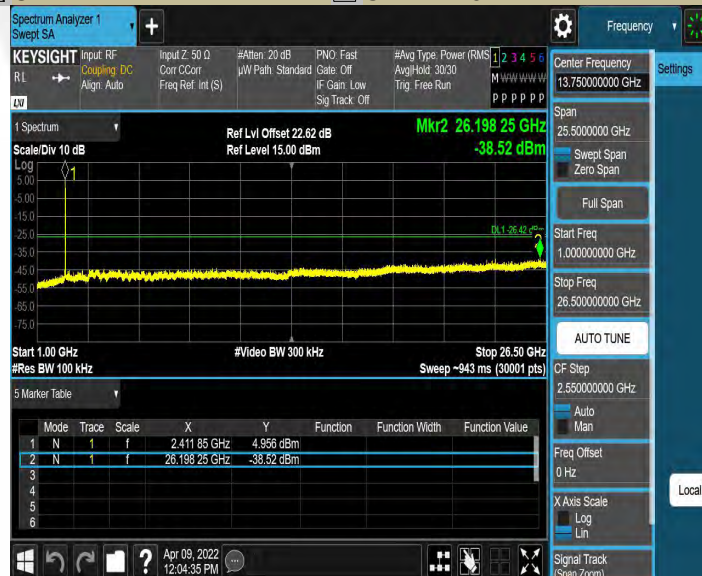 Spectrum Analyzer 1
Swept SA
Frequency
KEYSIGHT
Input: RF
Coupling: DC
Align: Auto
Input Z: 50 Ω
Corr CCorr
Freq Ref: Int (S)
#Atten: 20 dB
µW Path: Standard
PNO: Fast
Gate: Off
IF Gain: Low
Sig Track: Off
#Avg Type: Power (RMS
Avg|Hold: 30/30
Trig: Free Run
1 2 3 4 5 6
M W W W W W
P P P P P P
RL
LXI
1 Spectrum
Scale/Div 10 dB
Ref Lvl Offset 22.62 dB
Ref Level 15.00 dBm
Mkr2 26.198 25 GHz
-38.52 dBm
Log
1
5.00
-5.00
-15.0
-25.0
-35.0
-45.0
-55.0
-65.0
-75.0
DL1 -26.42 dBm
2
Start 1.00 GHz
#Res BW 100 kHz
#Video BW 300 kHz
Stop 26.50 GHz
Sweep ~943 ms (30001 pts)
5 Marker Table
Mode Trace Scale X Y Function Function Width Function Value
1 N 1 f 2.411 85 GHz 4.956 dBm
2 N 1 f 26.198 25 GHz -38.52 dBm
3
4
5
6
Apr 09, 2022
12:04:35 PM
Center Frequency
13.750000000 GHz
Settings
Span
25.5000000 GHz
Swept Span
Zero Span
Full Span
Start Freq
1.000000000 GHz
Stop Freq
26.500000000 GHz
AUTO TUNE
CF Step
2.550000000 GHz
Auto
Man
Freq Offset
0 Hz
Local
X Axis Scale
Log
Lin
Signal Track
(Span Zoom)